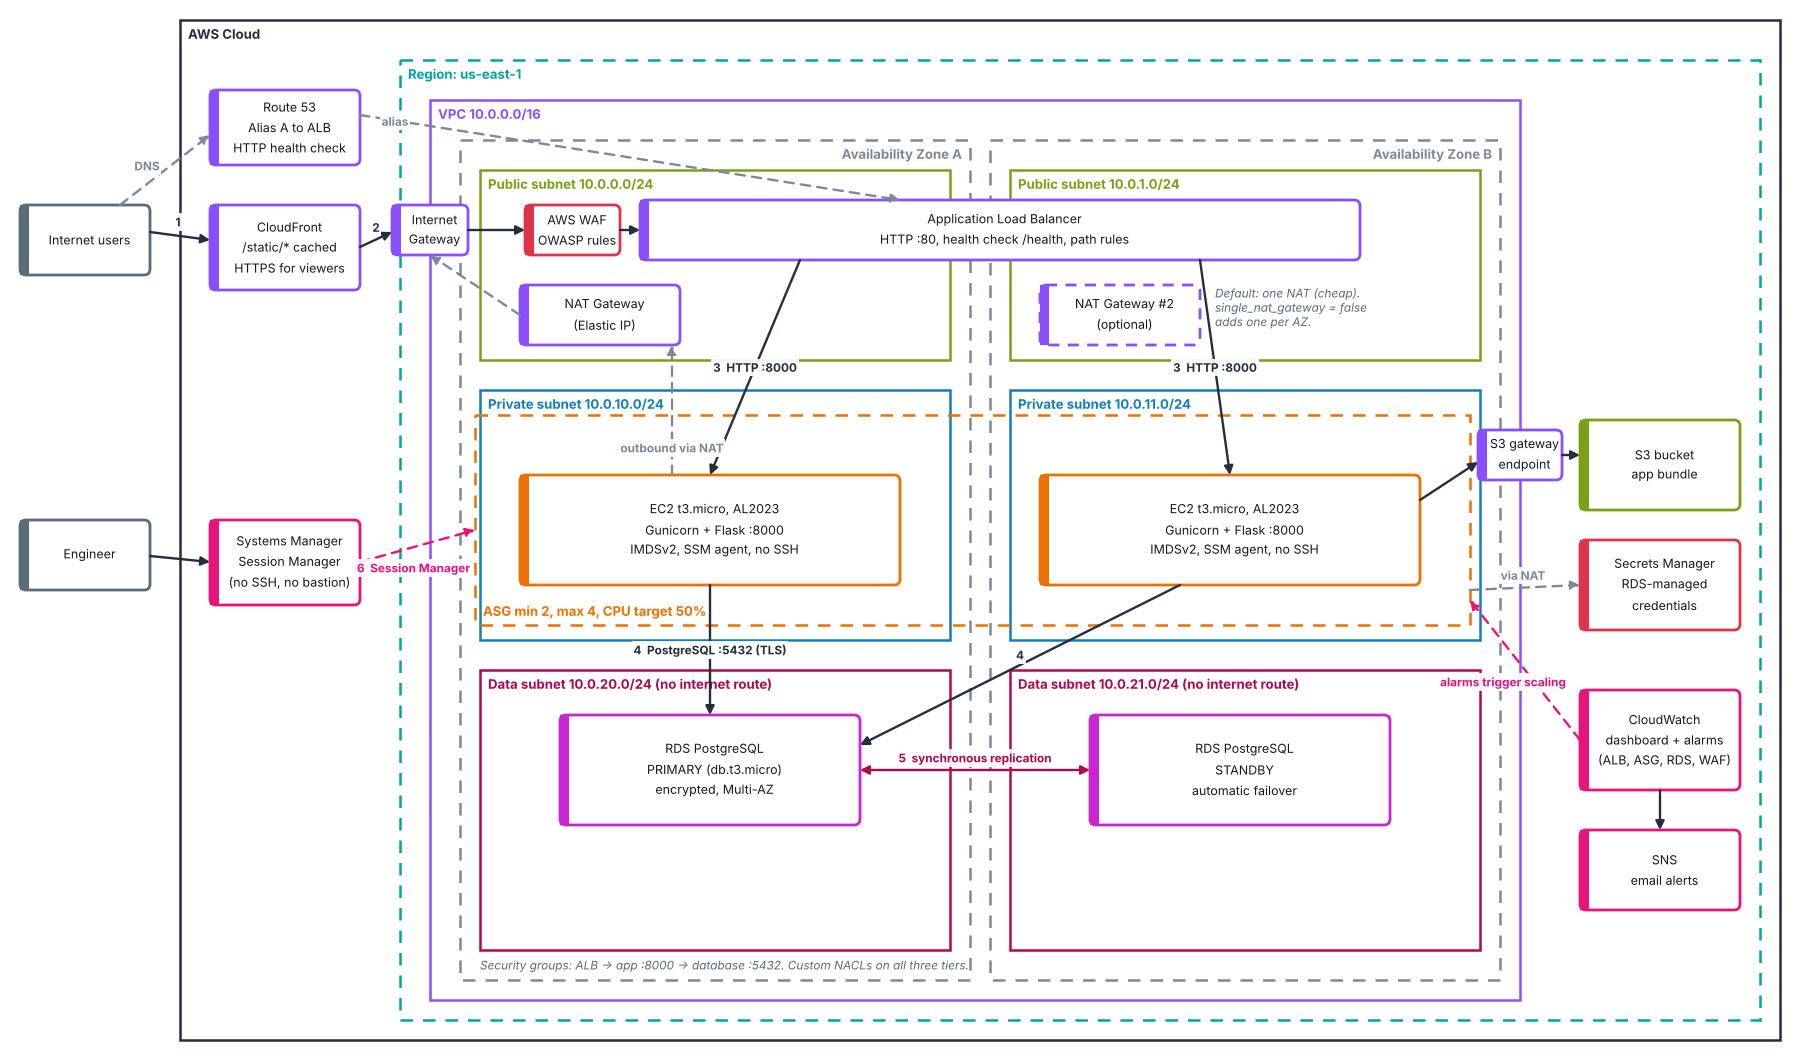 AWS Cloud
Region: us-east-1
Route 53
Alias A to ALB
HTTP health check
alias
VPC 10.0.0.0/16
DNS
Availability Zone A
Availability Zone B
Public subnet 10.0.0.0/24
Public subnet 10.0.1.0/24
Internet users
1
CloudFront
/static/* cached
HTTPS for viewers
2
Internet
Gateway
AWS WAF
OWASP rules
Application Load Balancer
HTTP :80, health check /health, path rules
NAT Gateway
(Elastic IP)
NAT Gateway #2
(optional)
Default: one NAT (cheap).
single_nat_gateway = false
adds one per AZ.
3 HTTP :8000
3 HTTP :8000
Private subnet 10.0.10.0/24
Private subnet 10.0.11.0/24
outbound via NAT
S3 gateway
endpoint
S3 bucket
app bundle
EC2 t3.micro, AL2023
Gunicorn + Flask :8000
IMDSv2, SSM agent, no SSH
EC2 t3.micro, AL2023
Gunicorn + Flask :8000
IMDSv2, SSM agent, no SSH
Engineer
Systems Manager
Session Manager
(no SSH, no bastion)
6 Session Manager
via NAT
Secrets Manager
RDS-managed
credentials
ASG min 2, max 4, CPU target 50%
4 PostgreSQL :5432 (TLS)
4
Data subnet 10.0.20.0/24 (no internet route)
Data subnet 10.0.21.0/24 (no internet route)
alarms trigger scaling
RDS PostgreSQL
PRIMARY (db.t3.micro)
encrypted, Multi-AZ
5 synchronous replication
RDS PostgreSQL
STANDBY
automatic failover
CloudWatch
dashboard + alarms
(ALB, ASG, RDS, WAF)
SNS
email alerts
Security groups: ALB → app :8000 → database :5432. Custom NACLs on all three tiers.